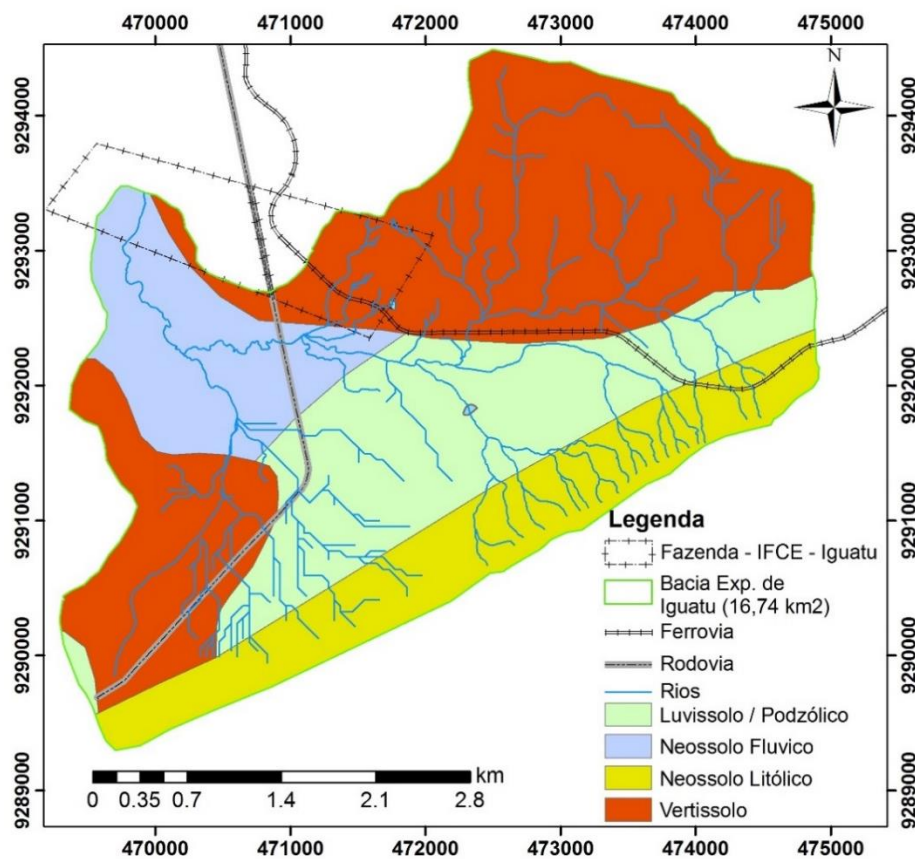 470000 471000 472000 473000 474000 475000
N
9294000
9293000
9292000
9291000
9290000
9289000
9294000
9293000
9292000
9291000
9290000
9289000
Legenda
Fazenda - IFCE - Iguatu
Bacia Exp. de
Iguatu (16,74 km2)
Ferrovia
Rodovia
Rios
Luvissolo / Podzólico
Neossolo Fluvico
Neossolo Litólico
Vertissolo
km
0 0.35 0.7 1.4 2.1 2.8
470000 471000 472000 473000 474000 475000